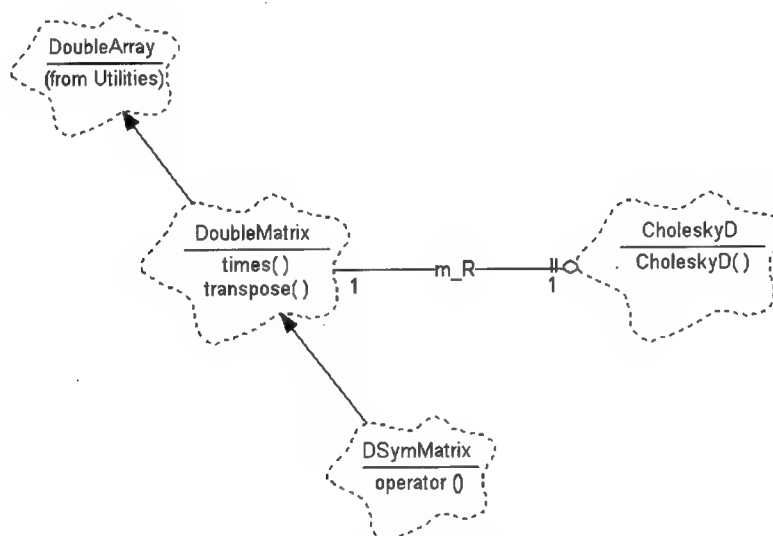 DoubleArray
(from Utilities)
DoubleMatrix
times()
transpose()
1
m_R
1
CholeskyD
CholeskyD()
DSymMatrix
operator ()